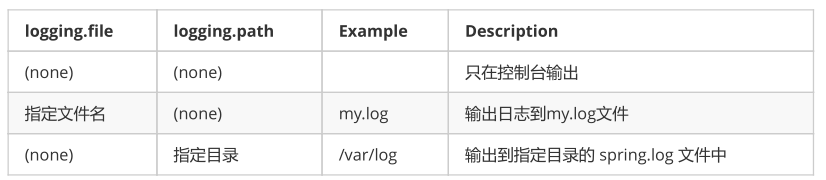 logging.file logging.path Example Description
(none) (none) 只在控制台输出
指定文件名 (none) my.log 输出日志到my.log文件
(none) 指定目录 /var/log 输出到指定目录的 spring.log 文件中